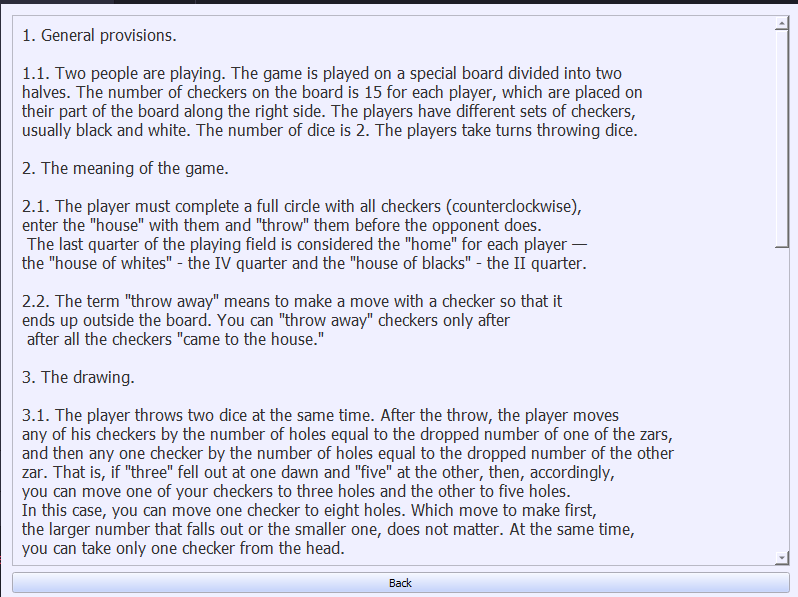 1. General provisions.
1.1. Two people are playing. The game is played on a special board divided into two
halves. The number of checkers on the board is 15 for each player, which are placed on
their part of the board along the right side. The players have different sets of checkers,
usually black and white. The number of dice is 2. The players take turns throwing dice.
2. The meaning of the game.
2.1. The player must complete a full circle with all checkers (counterclockwise),
enter the "house" with them and "throw" them before the opponent does.
The last quarter of the playing field is considered the "home" for each player —
the "house of whites" - the IV quarter and the "house of blacks" - the II quarter.
2.2. The term "throw away" means to make a move with a checker so that it
ends up outside the board. You can "throw away" checkers only after
after all the checkers "came to the house."
3. The drawing.
3.1. The player throws two dice at the same time. After the throw, the player moves
any of his checkers by the number of holes equal to the dropped number of one of the zars,
and then any one checker by the number of holes equal to the dropped number of the other
zar. That is, if "three" fell out at one dawn and "five" at the other, then, accordingly,
you can move one of your checkers to three holes and the other to five holes.
In this case, you can move one checker to eight holes. Which move to make first,
the larger number that falls out or the smaller one, does not matter. At the same time,
you can take only one checker from the head.
Back